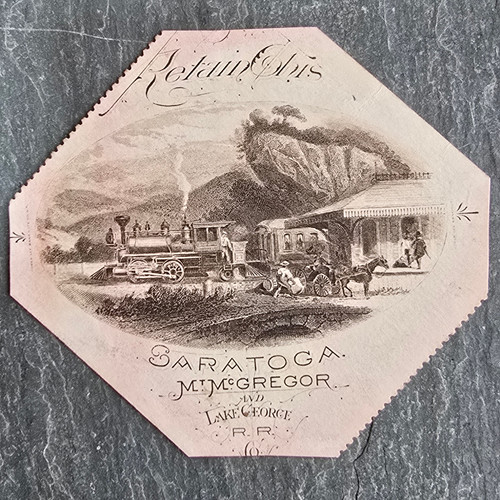 Retain This
SARATOGA.
MT MCGREGOR
AND
LAKE GEORGE
R. R.